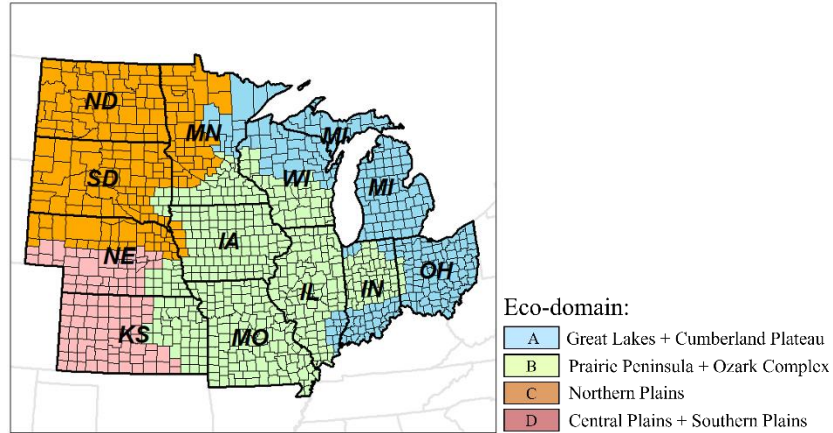 ND
MN
MI
SD
WI
MI
NE
IA
IL
IN
OH
KS
MO
Eco-domain:
A Great Lakes + Cumberland Plateau
B Prairie Peninsula + Ozark Complex
C Northern Plains
D Central Plains + Southern Plains